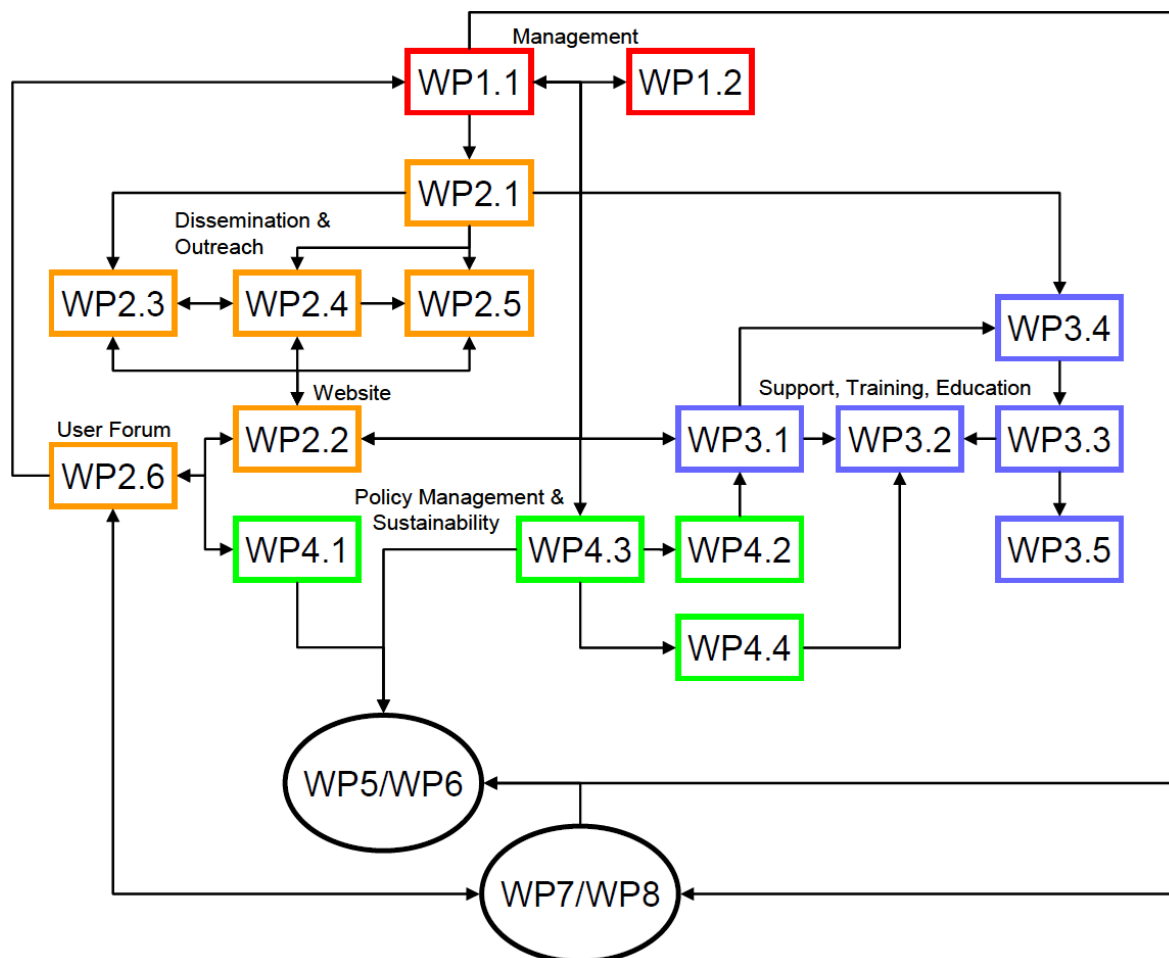 Management
WP1.1
WP1.2
WP2.1
Dissemination &
Outreach
WP2.3
WP2.4
WP2.5
WP3.4
Website
Support, Training, Education
User Forum
WP2.2
WP3.1
WP3.2
WP3.3
WP2.6
Policy Management &
Sustainability
WP4.1
WP4.3
WP4.2
WP3.5
WP4.4
WP5/WP6
WP7/WP8